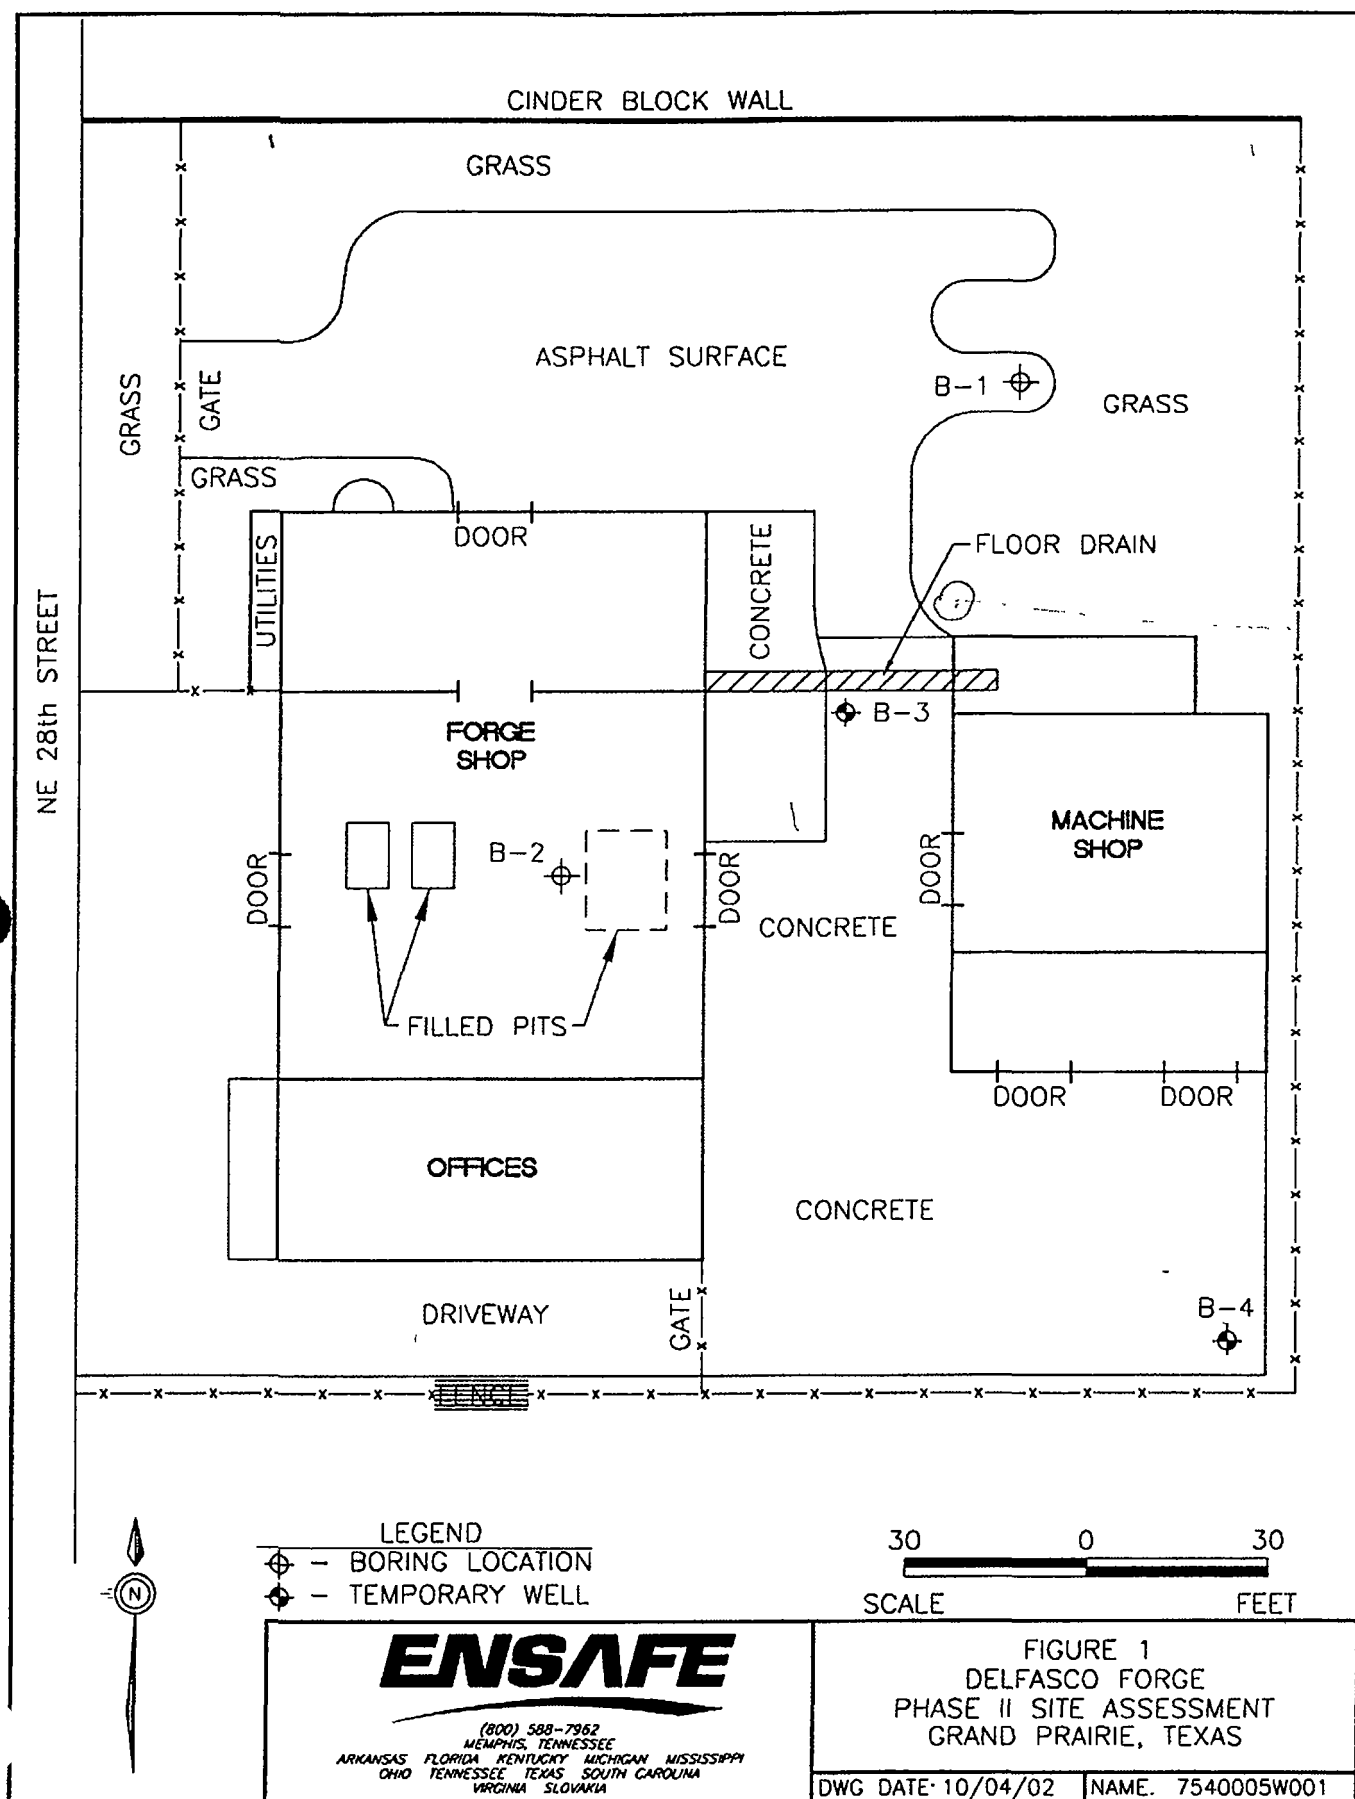 CINDER BLOCK WALL
GRASS
ASPHALT SURFACE
GRASS
GATE
B-1
GRASS
GRASS
DOOR
UTILITIES
CONCRETE
FLOOR DRAIN
NE 28th STREET
FORGE
SHOP
B-3
MACHINE
SHOP
B-2
DOOR
DOOR
DOOR
CONCRETE
FILLED PITS
DOOR
DOOR
OFFICES
CONCRETE
DRIVEWAY
GATE
B-4
FENCE
N
LEGEND
- BORING LOCATION
- TEMPORARY WELL
30 0 30
SCALE FEET
ENSAFE
(800) 588-7962
MEMPHIS, TENNESSEE
ARKANSAS FLORIDA KENTUCKY MICHIGAN MISSISSIPPI
OHIO TENNESSEE TEXAS SOUTH CAROLINA
VIRGINIA SLOVAKIA
FIGURE 1
DELFASCO FORGE
PHASE II SITE ASSESSMENT
GRAND PRAIRIE, TEXAS
DWG DATE: 10/04/02
NAME. 7540005W001